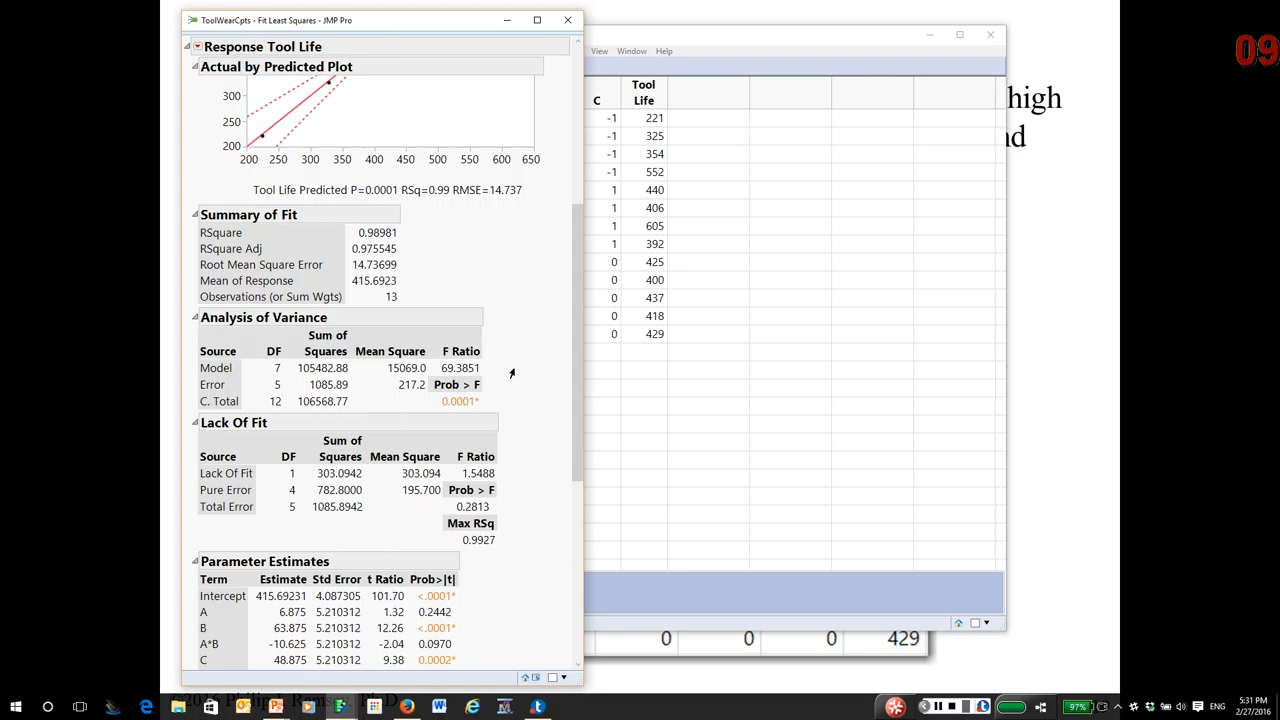 ToolWearCpts - Fit Least Squares - JMP Pro
Response Tool Life
Actual by Predicted Plot
300
250
200
200 250 300 350 400 450 500 550 600 650
Tool Life Predicted P=0.0001 RSq=0.99 RMSE=14.737
Summary of Fit
RSquare 0.98981
RSquare Adj 0.975545
Root Mean Square Error 14.73699
Mean of Response 415.6923
Observations (or Sum Wgts) 13
Analysis of Variance
Sum of
Source DF Squares Mean Square F Ratio
Model 7 105482.88 15069.0 69.3851
Error 5 1085.89 217.2 Prob > F
C. Total 12 106568.77 0.0001*
Lack Of Fit
Sum of
Source DF Squares Mean Square F Ratio
Lack Of Fit 1 303.0942 303.094 1.5488
Pure Error 4 782.8000 195.700 Prob > F
Total Error 5 1085.8942 0.2813
Max RSq
0.9927
Parameter Estimates
Term Estimate Std Error t Ratio Prob>|t|
Intercept 415.69231 4.087305 101.70 <.0001*
A 6.875 5.210312 1.32 0.2442
B 63.875 5.210312 12.26 <.0001*
A*B -10.625 5.210312 -2.04 0.0970
C 48.875 5.210312 9.38 0.0002*
View Window Help
Tool
C Life
-1 221
-1 325
-1 354
-1 552
1 440
1 406
1 605
1 392
0 425
0 400
0 437
0 418
0 429
09
high
0 0 0 429
97%
ENG
5:31 PM
2/27/2016